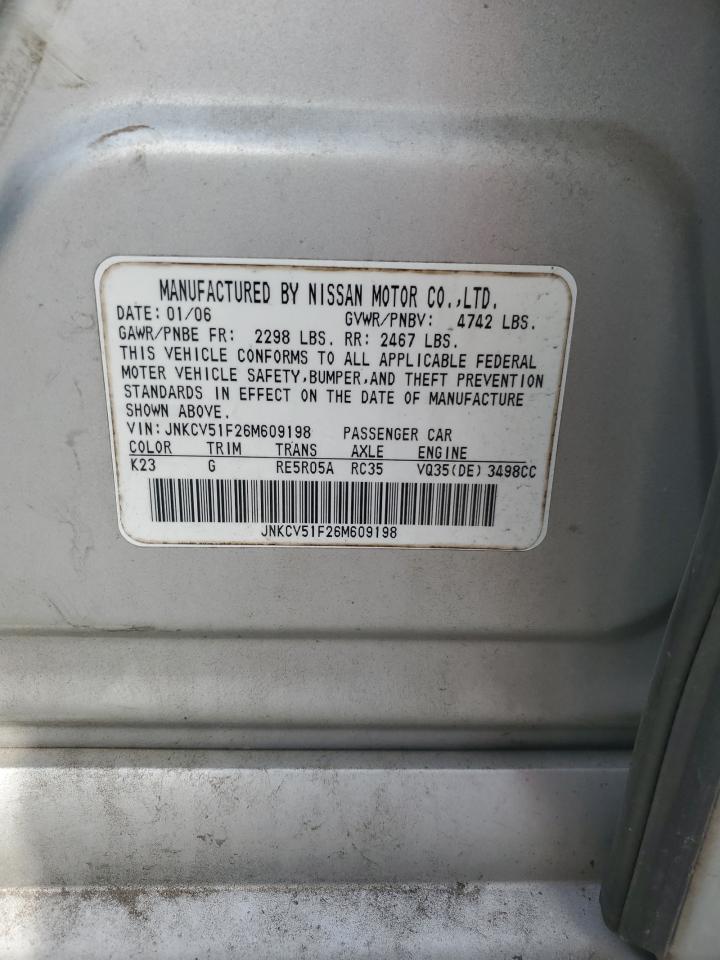 MANUFACTURED BY NISSAN MOTOR CO.,LTD.
DATE: 01/06 GVWR/PNBV: 4742 LBS.
GAWR/PNBE FR: 2298 LBS. RR: 2467 LBS.
THIS VEHICLE CONFORMS TO ALL APPLICABLE FEDERAL
MOTER VEHICLE SAFETY,BUMPER,AND THEFT PREVENTION
STANDARDS IN EFFECT ON THE DATE OF MANUFACTURE
SHOWN ABOVE.
VIN:JNKCV51F26M609198 PASSENGER CAR
COLOR TRIM TRANS AXLE ENGINE
K23 G RE5R05A RC35 VQ35(DE) 3498CC
JNKCV51F26M609198